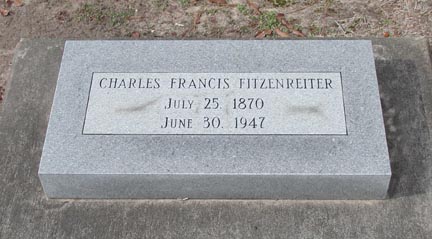 CHARLES FRANCIS FITZENREITER
JULY 25, 1870
JUNE 30, 1947